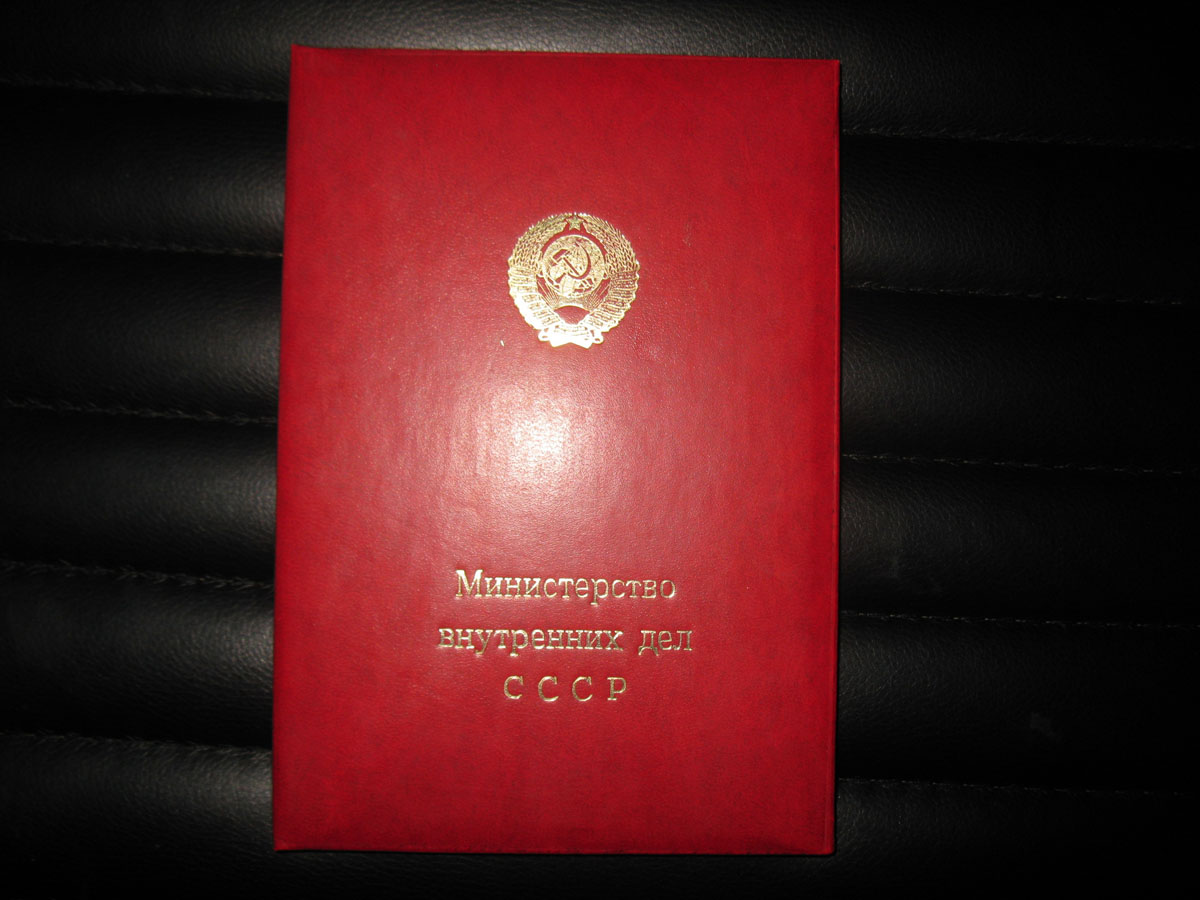 Министерство
внутренних дел
СССР